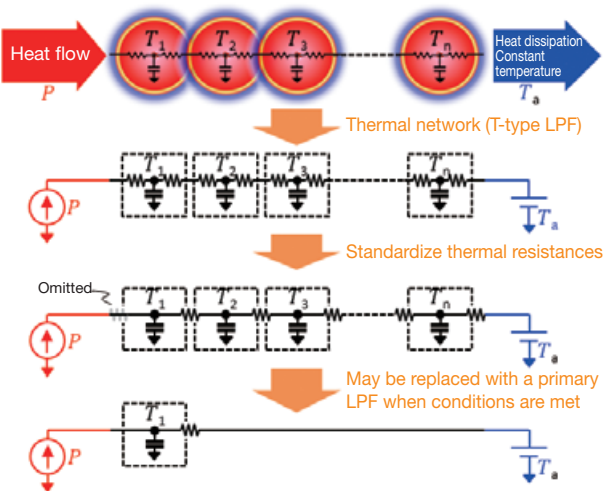 Heat flow
P
T1 T2 T3 Tn
Heat dissipation
Constant
temperature
Ta
Thermal network (T-type LPF)
T1 T2 T3 Tn
P
Ta
Standardize thermal resistances
Omitted
T1 T2 T3 Tn
P
Ta
May be replaced with a primary
LPF when conditions are met
T1
P
Ta